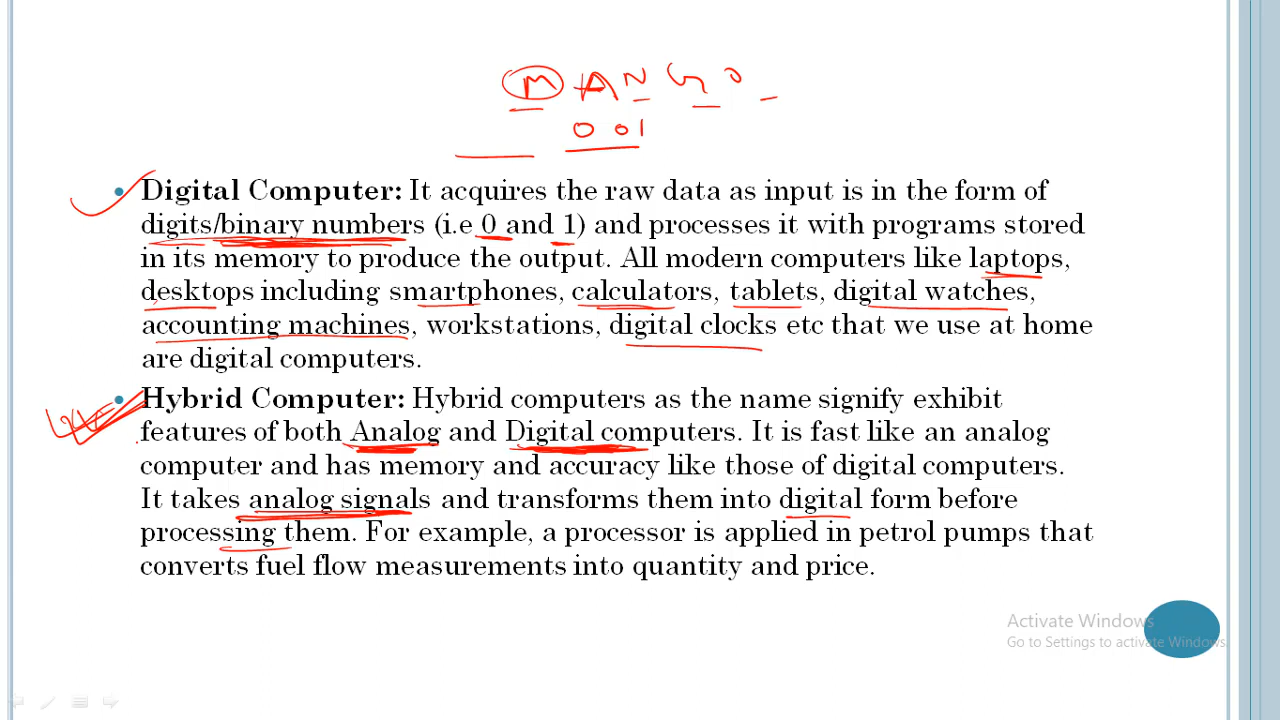 M A N G O
0 01
Digital Computer: It acquires the raw data as input is in the form of
digits/binary numbers (i.e 0 and 1) and processes it with programs stored
in its memory to produce the output. All modern computers like laptops,
desktops including smartphones, calculators, tablets, digital watches,
accounting machines, workstations, digital clocks etc that we use at home
are digital computers.
Hybrid Computer: Hybrid computers as the name signify exhibit
features of both Analog and Digital computers. It is fast like an analog
computer and has memory and accuracy like those of digital computers.
It takes analog signals and transforms them into digital form before
processing them. For example, a processor is applied in petrol pumps that
converts fuel flow measurements into quantity and price.
Activate Windows
Go to Settings to activate Windows.